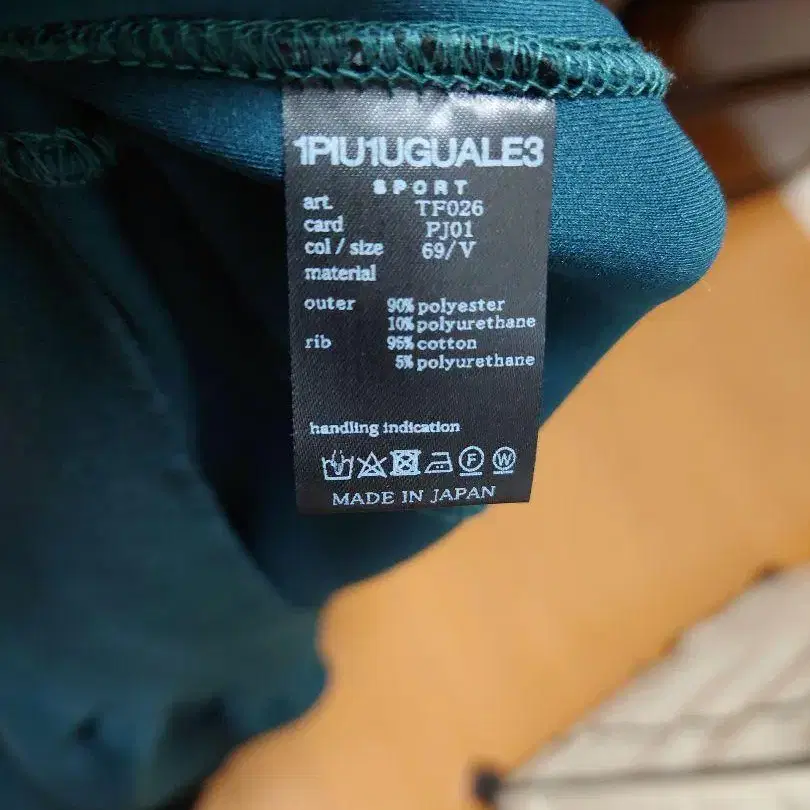 1PIU1UGUALE3
SPORT
art. TF026
card PJ01
col / size 69/V
material
outer 90% polyester
10% polyurethane
rib 95% cotton
5% polyurethane
handling indication
F W
MADE IN JAPAN